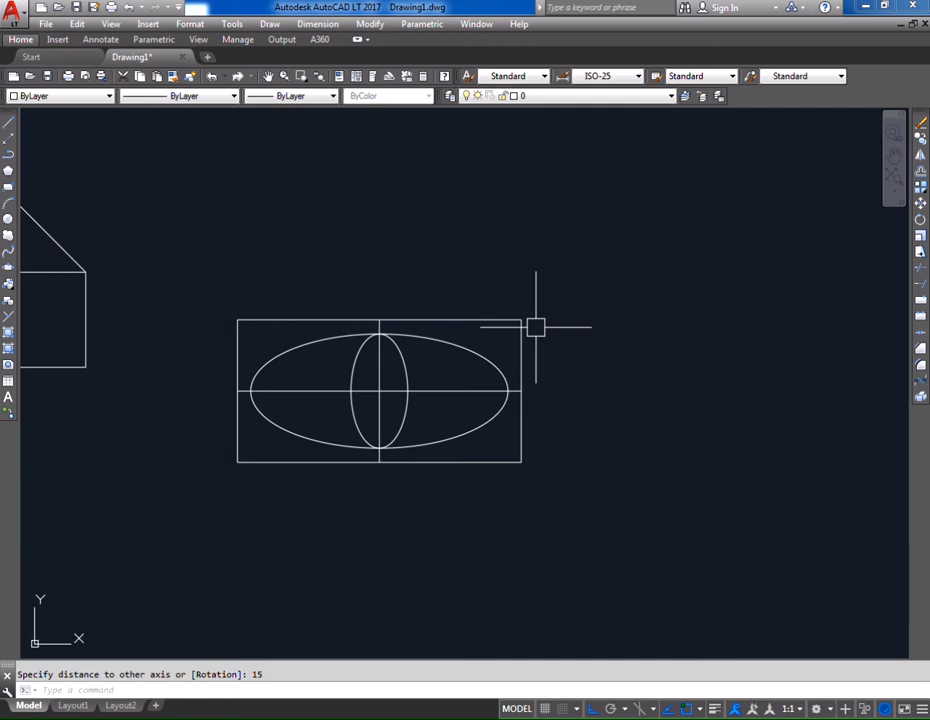 Autodesk AutoCAD LT 2017   Drawing1.dwg
Type a keyword or phrase
Sign In
LT
File Edit View Insert Format Tools Draw Dimension Modify Parametric Window Help
Home Insert Annotate Parametric View Manage Output A360
Start Drawing1*
Standard ISO-25 Standard Standard
ByLayer ByLayer ByLayer ByColor 0
Y
X
Specify distance to other axis or [Rotation]: 15
Type a command
Model Layout1 Layout2 +
MODEL 1:1